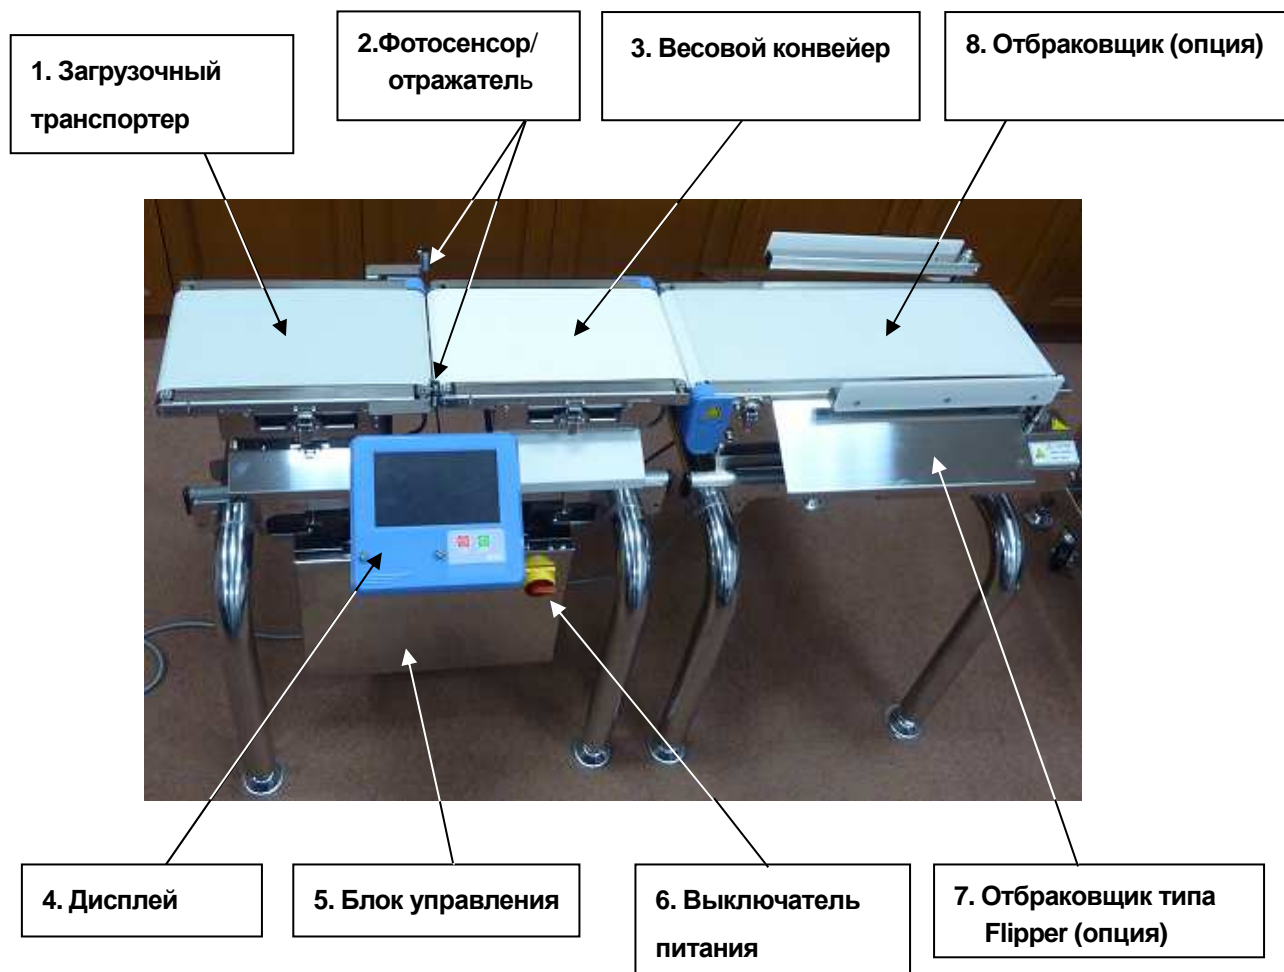 1. Загрузочный
транспортер
2.Фотосенсор/
отражатель
3. Весовой конвейер
8. Отбраковщик (опция)
4. Дисплей
5. Блок управления
6. Выключатель
питания
7. Отбраковщик типа
Flipper (опция)